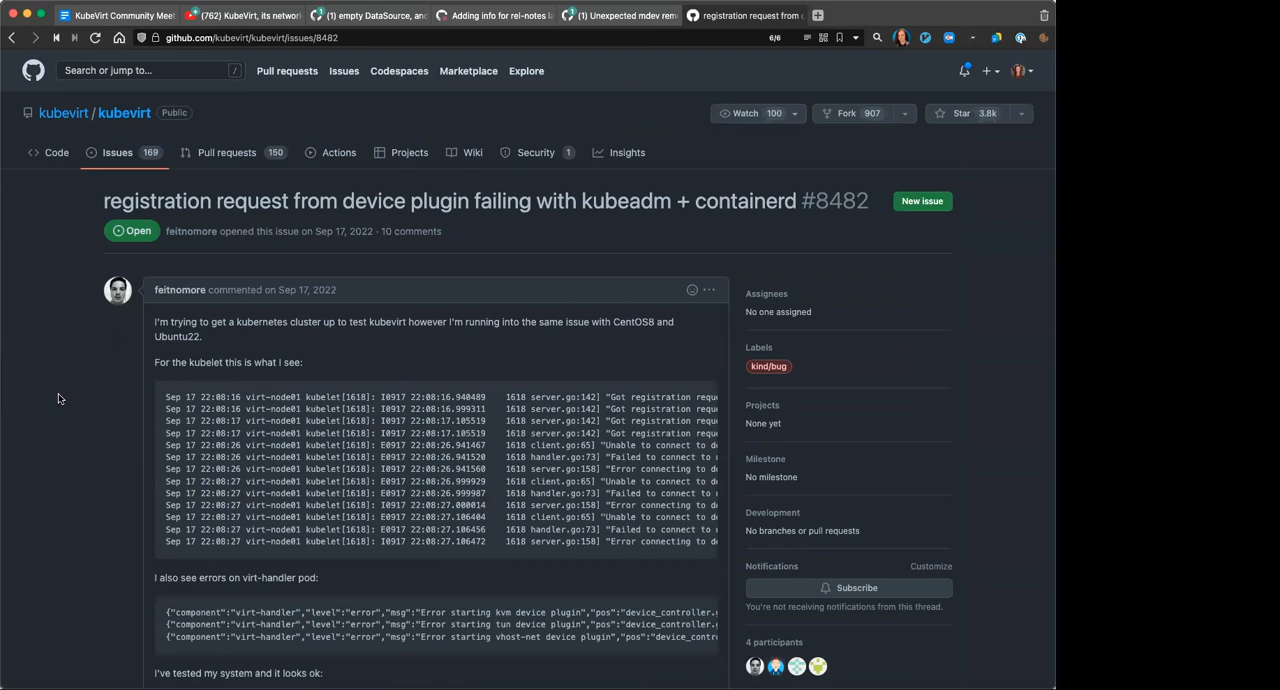 KubeVirt Community Meet
(762) KubeVirt, its network
(1) empty DataSource, and
Adding info for rel-notes
(1) Unexpected mdev rem
registration request from
github.com/kubevirt/kubevirt/issues/8482
6/6
Search or jump to...
/
Pull requests
Issues
Codespaces
Marketplace
Explore
kubevirt / kubevirt
Public
Watch 100
Fork 907
Star 3.8k
Code
Issues 169
Pull requests 150
Actions
Projects
Wiki
Security 1
Insights
registration request from device plugin failing with kubeadm + containerd #8482
New issue
Open
feitnomore opened this issue on Sep 17, 2022 · 10 comments
feitnomore commented on Sep 17, 2022
I'm trying to get a kubernetes cluster up to test kubevirt however I'm running into the same issue with CentOS8 and
Ubuntu22.
For the kubelet this is what I see:
Sep 17 22:08:16 virt-node01 kubelet[1618]: I0917 22:08:16.940489 1618 server.go:142] "Got registration reque
Sep 17 22:08:16 virt-node01 kubelet[1618]: I0917 22:08:16.999311 1618 server.go:142] "Got registration reque
Sep 17 22:08:17 virt-node01 kubelet[1618]: I0917 22:08:17.105519 1618 server.go:142] "Got registration reque
Sep 17 22:08:17 virt-node01 kubelet[1618]: I0917 22:08:17.105519 1618 server.go:142] "Got registration reque
Sep 17 22:08:26 virt-node01 kubelet[1618]: E0917 22:08:26.941467 1618 client.go:65] "Unable to connect to de
Sep 17 22:08:26 virt-node01 kubelet[1618]: E0917 22:08:26.941520 1618 handler.go:73] "Failed to connect to
Sep 17 22:08:26 virt-node01 kubelet[1618]: I0917 22:08:26.941560 1618 server.go:158] "Error connecting to de
Sep 17 22:08:27 virt-node01 kubelet[1618]: E0917 22:08:26.999929 1618 client.go:65] "Unable to connect to de
Sep 17 22:08:27 virt-node01 kubelet[1618]: E0917 22:08:26.999987 1618 handler.go:73] "Failed to connect to
Sep 17 22:08:27 virt-node01 kubelet[1618]: I0917 22:08:27.000014 1618 server.go:158] "Error connecting to de
Sep 17 22:08:27 virt-node01 kubelet[1618]: E0917 22:08:27.106404 1618 client.go:65] "Unable to connect to de
Sep 17 22:08:27 virt-node01 kubelet[1618]: E0917 22:08:27.106456 1618 handler.go:73] "Failed to connect to
Sep 17 22:08:27 virt-node01 kubelet[1618]: I0917 22:08:27.106472 1618 server.go:158] "Error connecting to de
I also see errors on virt-handler pod:
{"component":"virt-handler","level":"error","msg":"Error starting kvm device plugin","pos":"device_controller.g
{"component":"virt-handler","level":"error","msg":"Error starting tun device plugin","pos":"device_controller.g
{"component":"virt-handler","level":"error","msg":"Error starting vhost-net device plugin","pos":"device_contro
I've tested my system and it looks ok:
Assignees
No one assigned
Labels
kind/bug
Projects
None yet
Milestone
No milestone
Development
No branches or pull requests
Notifications
Customize
Subscribe
You're not receiving notifications from this thread.
4 participants